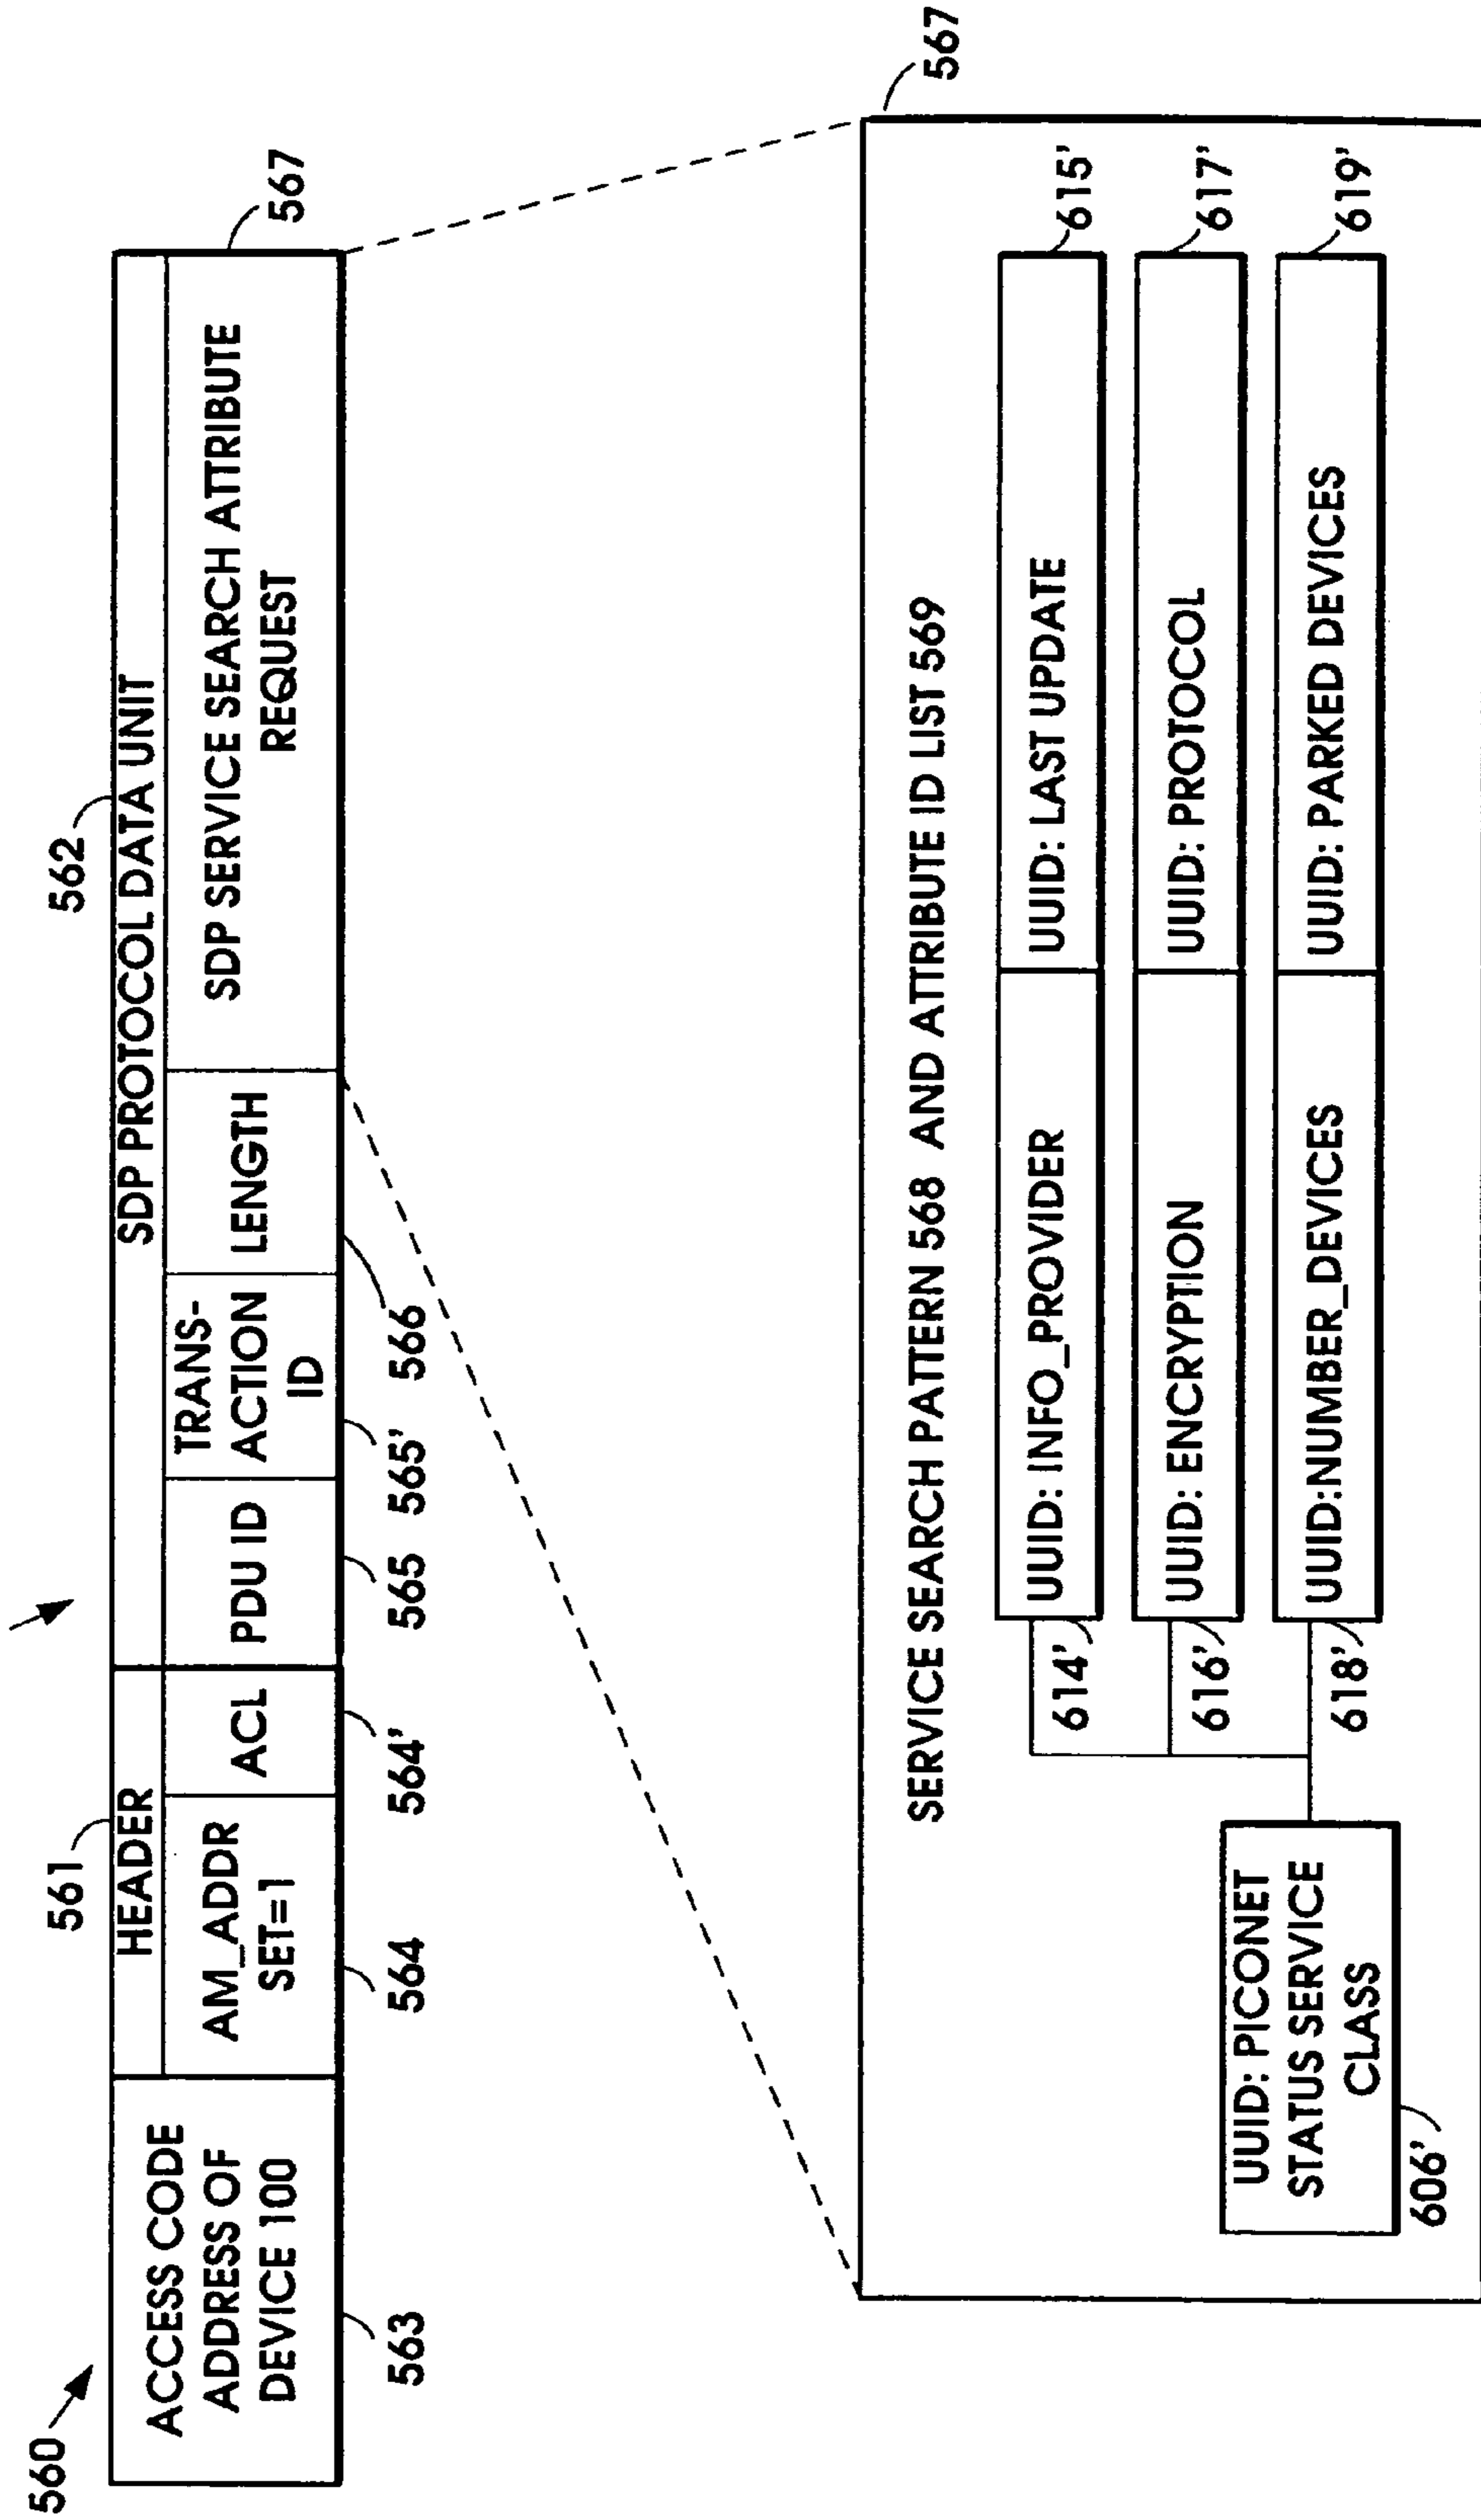 560
561
562
ACCESS CODE
ADDRESS OF
DEVICE 100
HEADER
AM_ADDR
SET=1
ACL
SDP PROTOCOL DATA UNIT
PDU ID
TRANS-
ACTION
ID
LENGTH
SDP SERVICE SEARCH ATTRIBUTE
REQUEST
567
563
564
564'
565
565'
566
567
SERVICE SEARCH PATTERN 568 AND ATTRIBUTE ID LIST 569
UUID: INFO_PROVIDER
UUID: LAST UPDATE
614'
615'
UUID: ENCRYPTION
UUID: PROTOCOL
616'
617'
UUID:NUMBER_DEVICES
UUID: PARKED DEVICES
618'
619'
UUID: PICONET
STATUS SERVICE
CLASS
606'